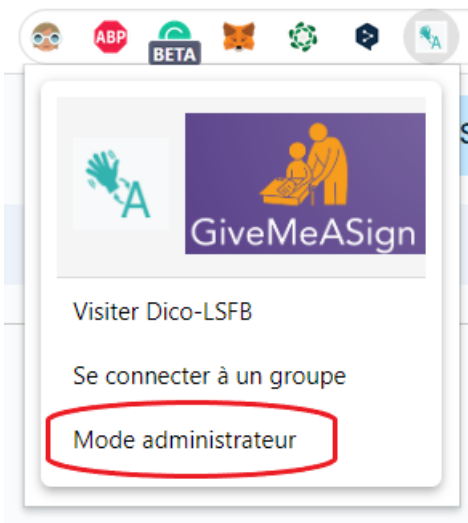 ABP
BETA
A
S
A
GiveMeASign
Visiter Dico-LSFB
Se connecter à un groupe
Mode administrateur